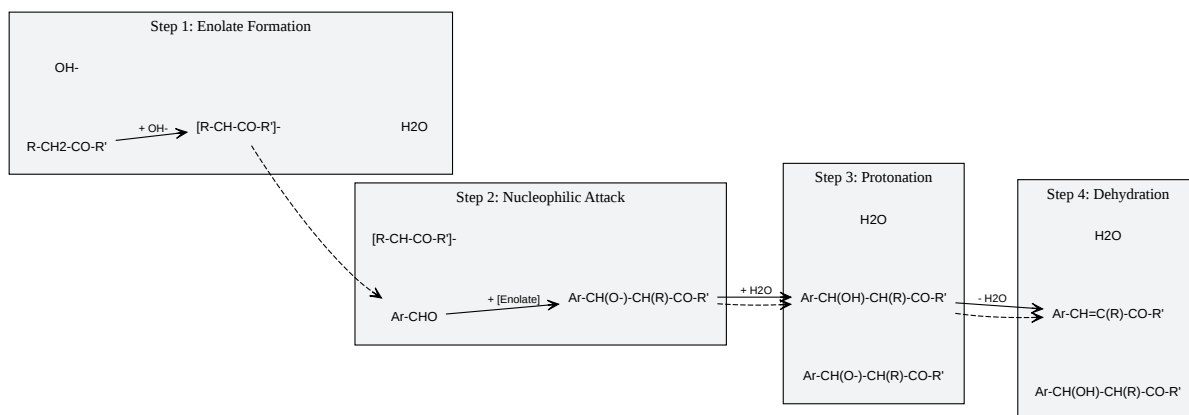 Step 1: Enolate Formation
OH-
+ OH-
[R-CH-CO-R']-
H2O
R-CH2-CO-R'
Step 2: Nucleophilic Attack
[R-CH-CO-R']-
+ [Enolate]
Ar-CH(O-)-CH(R)-CO-R'
Ar-CHO
+ H2O
Step 3: Protonation
H2O
Ar-CH(OH)-CH(R)-CO-R'
Ar-CH(O-)-CH(R)-CO-R'
- H2O
Step 4: Dehydration
H2O
Ar-CH=C(R)-CO-R'
Ar-CH(OH)-CH(R)-CO-R'